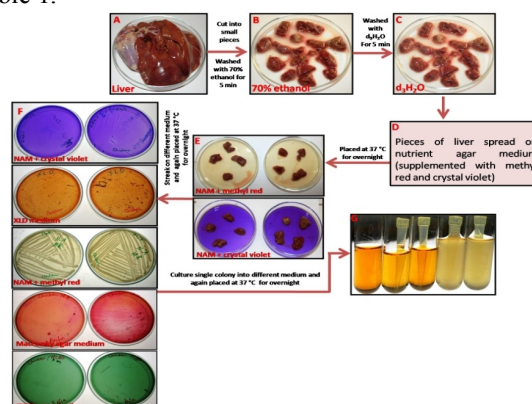 A
Liver
Cut into
small
pieces
Washed
with 70%
ethanol for
5 min
B
70% ethanol
Washed
with
d₃H₂O
For 5 min
C
d₃H₂O
D
Pieces of liver spread
nutrient agar medium
(supplemented with
red and crystal violet)
Placed at 37 °C
for overnight
E
NAM + methyl red
NAM + crystal violet
Streak on different medium
and again placed at 37 °C
for overnight
F
NAM + crystal violet
XLD medium
NAM + methyl red
agar medium
Culture single colony into different medium and
again placed at 37 °C for overnight
G